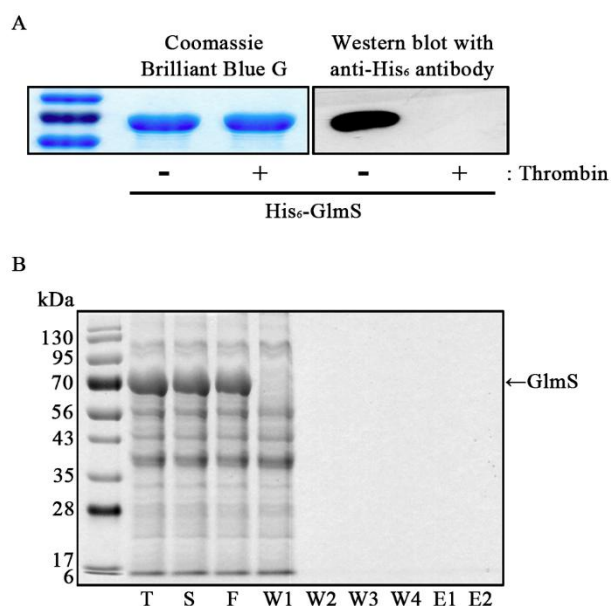 A
Coomassie Western blot with
Brilliant Blue G anti-His₆ antibody
- + - + : Thrombin
His₆-GlmS
B
kDa
130
95
70 ←GlmS
56
43
35
28
17
6
T S F W1 W2 W3 W4 E1 E2